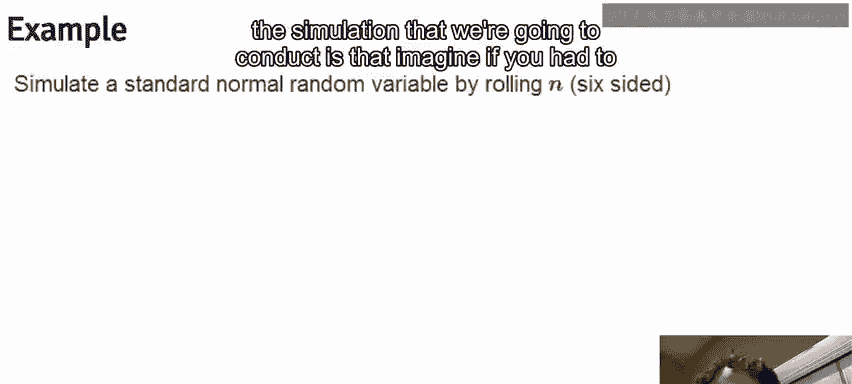 Example
the simulation that we're going to
conduct is that imagine if you had to
Simulate a standard normal random variable by rolling n (six sided)